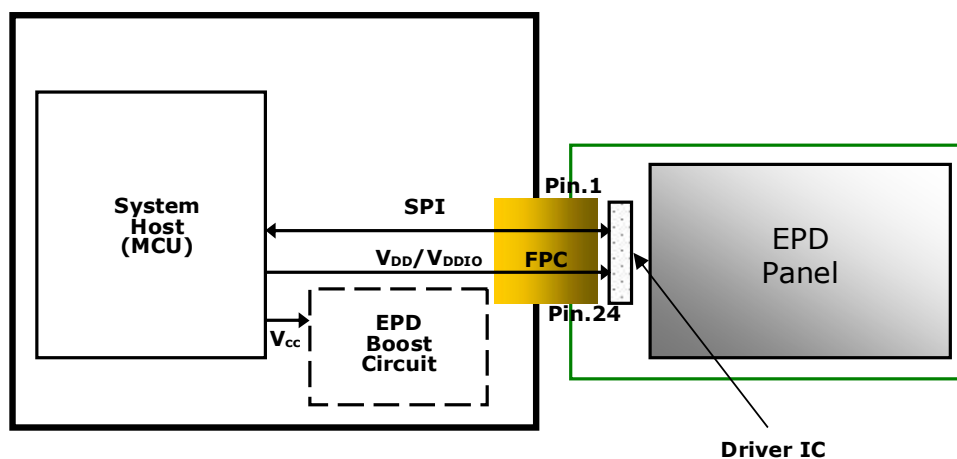 System
Host
(MCU)
SPI
VDD/VDDIO
Vcc
EPD
Boost
Circuit
Pin.1
FPC
Pin.24
EPD
Panel
Driver IC